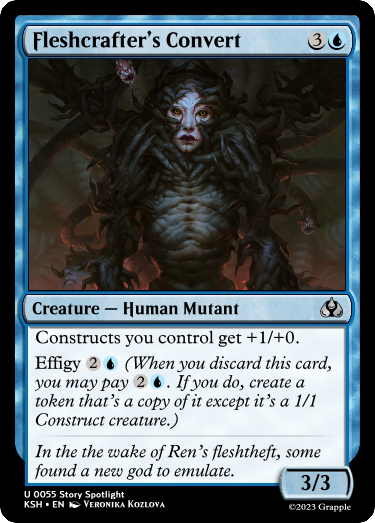 Fleshcrafter's Convert 3
Creature — Human Mutant
Constructs you control get +1/+0.
Effigy 2 (When you discard this card,
you may pay 2. If you do, create a
token that's a copy of it except it's a 1/1
Construct creature.)
In the the wake of Ren's fleshtheft, some
found a new god to emulate.
3/3
U 0055 Story Spotlight
KSH • EN Veronika Kozlova
©2023 Grapple